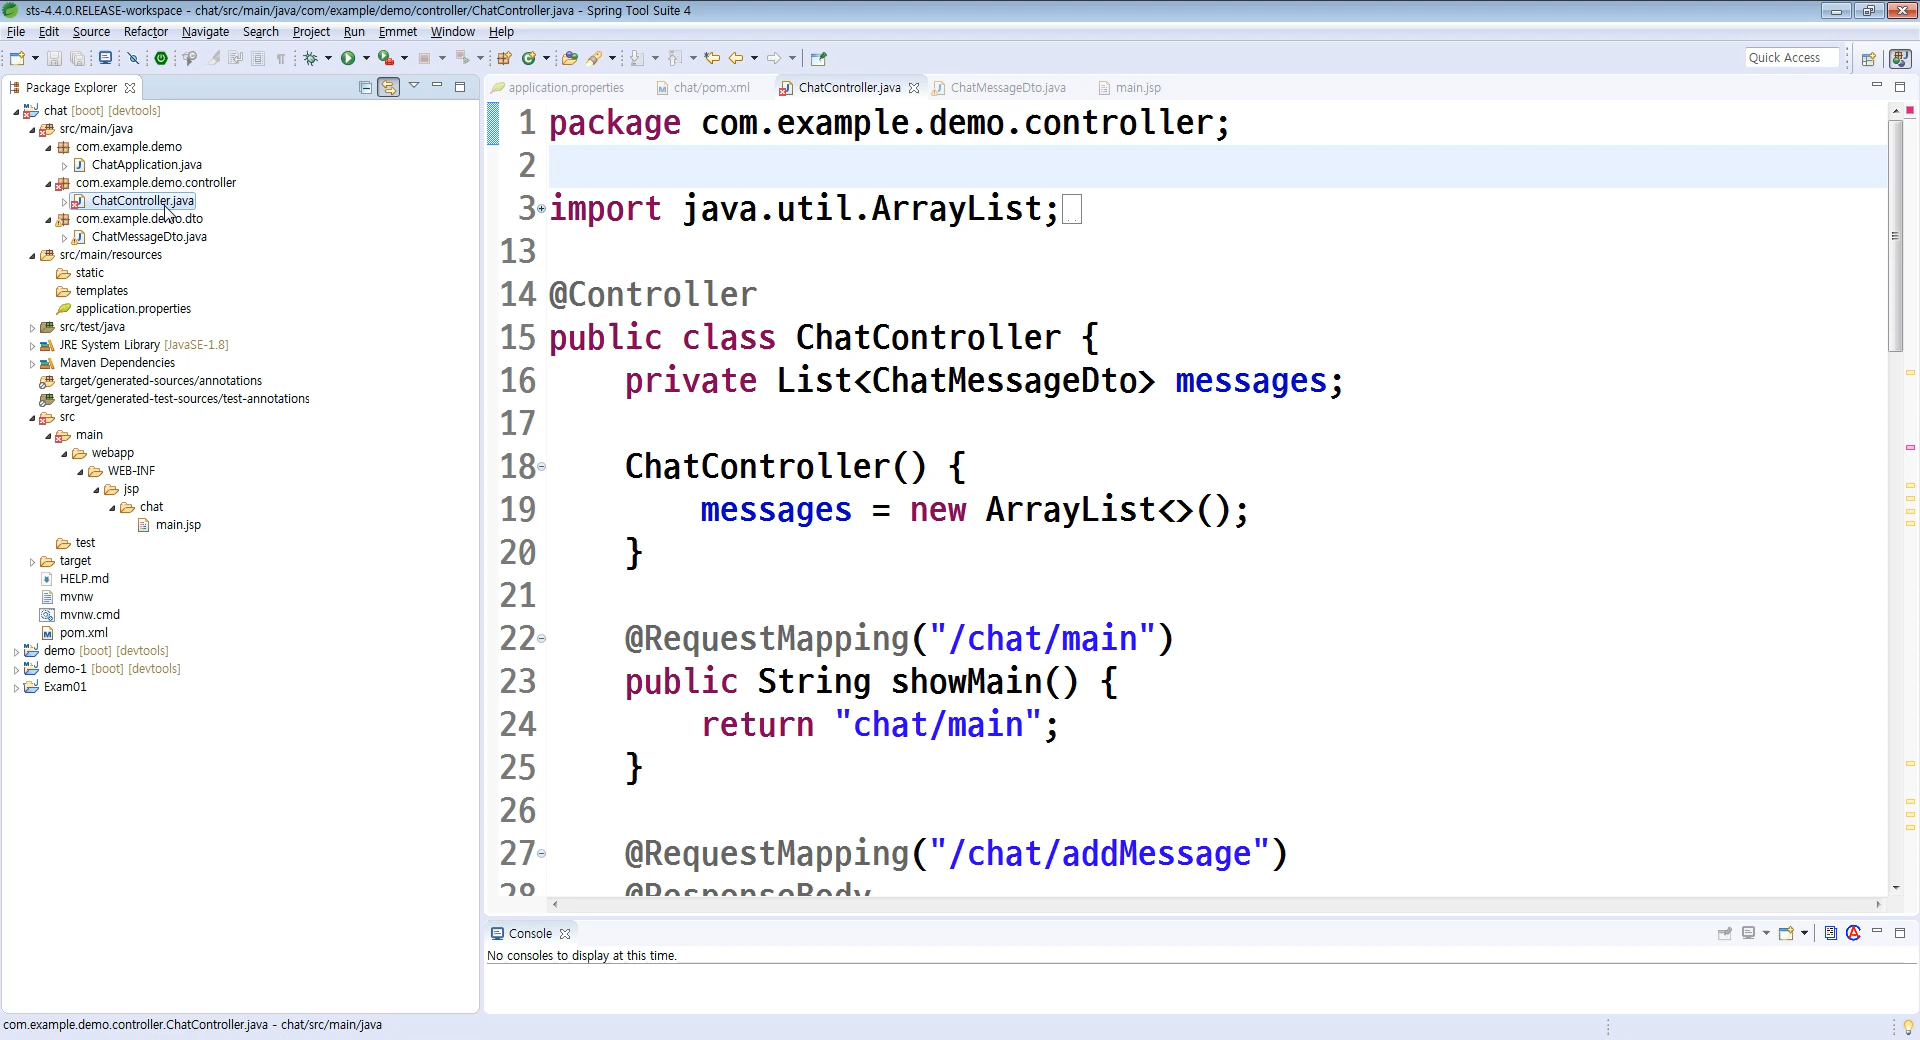 sts-4.4.0.RELEASE-workspace - chat/src/main/java/com/example/demo/controller/ChatController.java - Spring Tool Suite 4
File Edit Source Refactor Navigate Search Project Run Emmet Window Help
Quick Access
Package Explorer
chat [boot] [devtools]
src/main/java
com.example.demo
ChatApplication.java
com.example.demo.controller
ChatController.java
com.example.demo.dto
ChatMessageDto.java
src/main/resources
static
templates
application.properties
src/test/java
JRE System Library [JavaSE-1.8]
Maven Dependencies
target/generated-sources/annotations
target/generated-test-sources/test-annotations
src
main
webapp
WEB-INF
jsp
chat
main.jsp
test
target
HELP.md
mvnw
mvnw.cmd
pom.xml
demo [boot] [devtools]
demo-1 [boot] [devtools]
Exam01
application.properties chat/pom.xml ChatController.java ChatMessageDto.java main.jsp
1 package com.example.demo.controller;
2
3 import java.util.ArrayList;
13
14 @Controller
15 public class ChatController {
16 private List<ChatMessageDto> messages;
17
18 ChatController() {
19 messages = new ArrayList<>();
20 }
21
22 @RequestMapping("/chat/main")
23 public String showMain() {
24 return "chat/main";
25 }
26
27 @RequestMapping("/chat/addMessage")
28 @ResponseBody
Console
No consoles to display at this time.
com.example.demo.controller.ChatController.java - chat/src/main/java